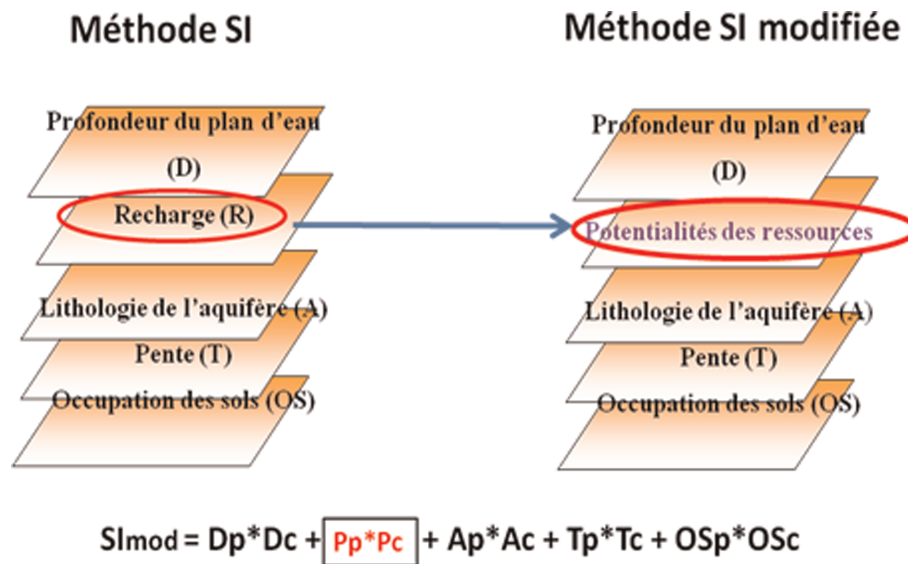 Méthode SI
Profondeur du plan d'eau
(D)
Recharge (R)
Lithologie de l'aquifère (A)
Pente (T)
Occupation des sols (OS)
Méthode SI modifiée
Profondeur du plan d'eau
(D)
Potentialités des ressources
Lithologie de l'aquifère (A)
Pente (T)
Occupation des sols (OS)
SImod = Dp*Dc + Pp*Pc + Ap*Ac + Tp*Tc + OSp*OSc